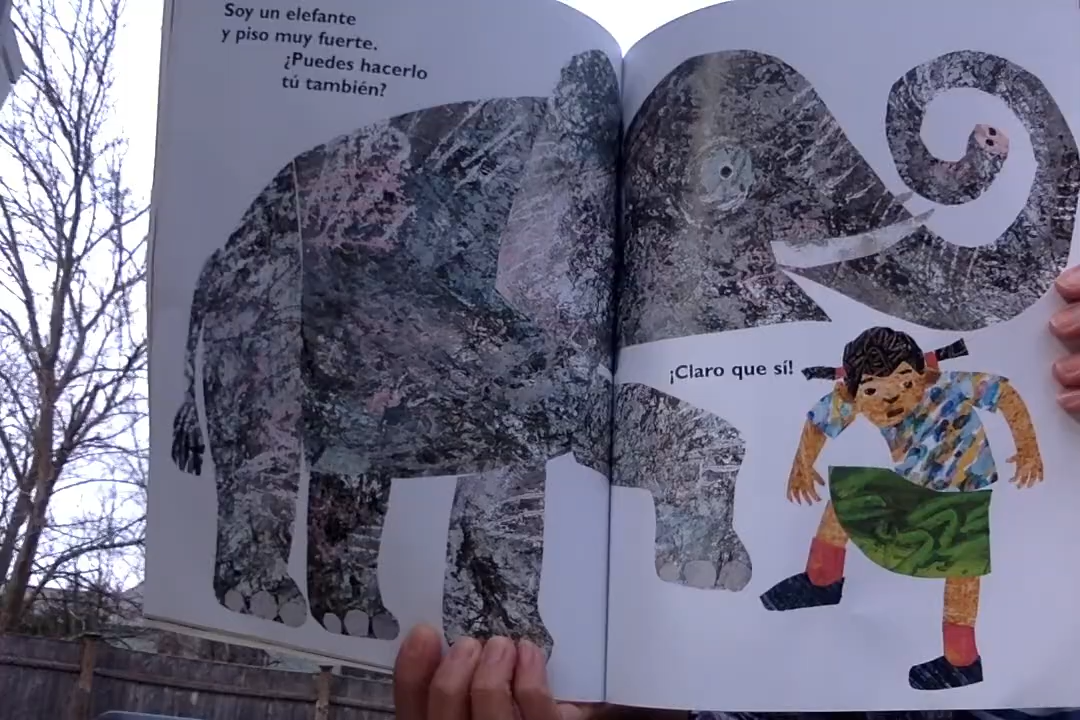 Soy un elefante
y piso muy fuerte.
¿Puedes hacerlo
tú también?
¡Claro que sí!